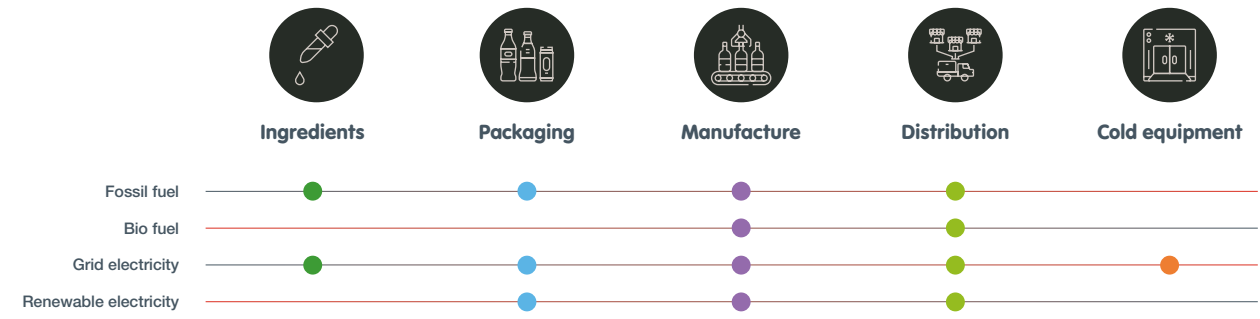 Ingredients
Packaging
Manufacture
Distribution
Cold equipment
Fossil fuel
Bio fuel
Grid electricity
Renewable electricity